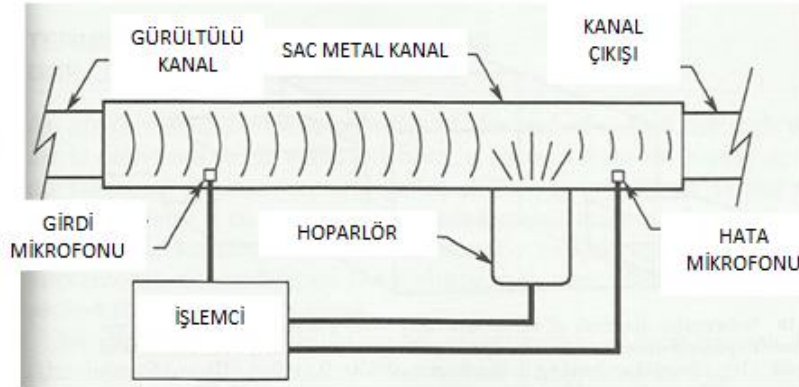 GÜRÜLTÜLÜ
KANAL
SAC METAL KANAL
KANAL
ÇIKIŞI
GİRDİ
MİKROFONU
HOPARLÖR
HATA
MİKROFONU
İŞLEMCİ